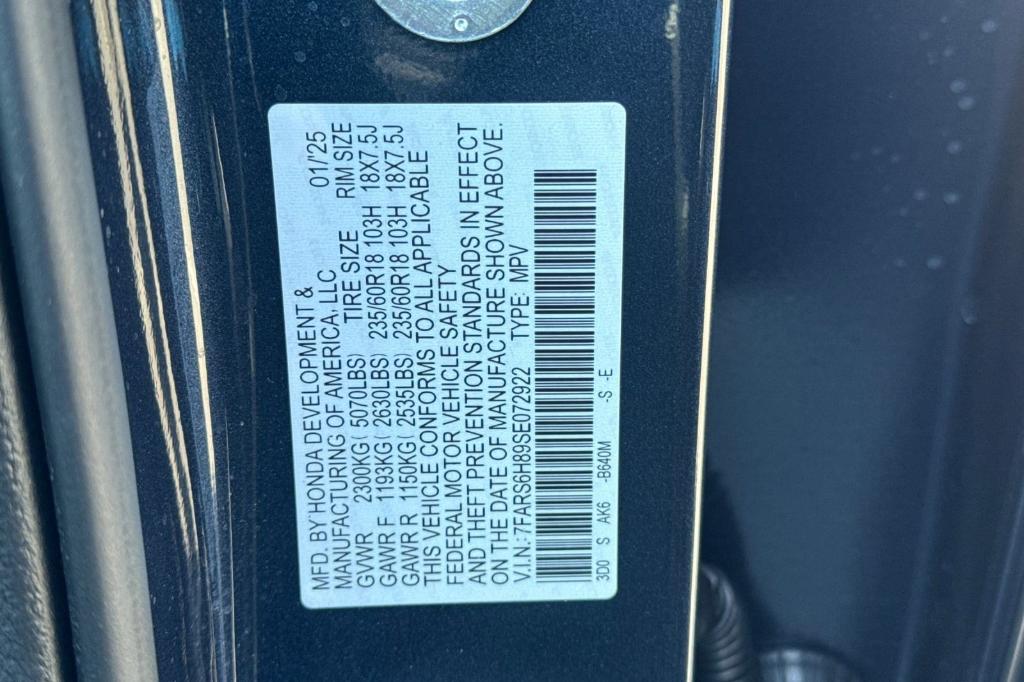 MFD. BY HONDA DEVELOPMENT &
MANUFACTURING OF AMERICA, LLC 01/'25
TIRE SIZE RIM SIZE
GVWR 2300KG ( 5070LBS)
GAWR F 1193KG ( 2630LBS) 235/60R18 103H 18X7.5J
GAWR R 1150KG ( 2535LBS) 235/60R18 103H 18X7.5J
THIS VEHICLE CONFORMS TO ALL APPLICABLE
FEDERAL MOTOR VEHICLE SAFETY
AND THEFT PREVENTION STANDARDS IN EFFECT
ON THE DATE OF MANUFACTURE SHOWN ABOVE.
V.I.N.:7FARS6H89SE072922 TYPE: MPV
3D0 S AK6 -B640M -S -E